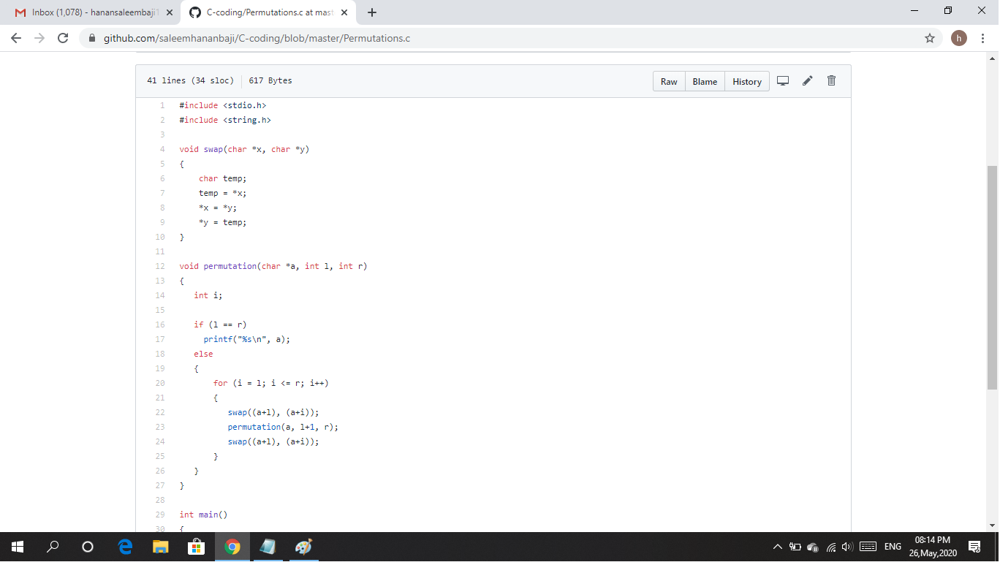 Inbox (1,078) - hanansaleembaji1
C-coding/Permutations.c at mast
github.com/saleemhananbaji/C-coding/blob/master/Permutations.c
h
41 lines (34 sloc) 617 Bytes
Raw Blame History
1 #include <stdio.h>
2 #include <string.h>
3
4 void swap(char *x, char *y)
5 {
6 char temp;
7 temp = *x;
8 *x = *y;
9 *y = temp;
10 }
11
12 void permutation(char *a, int l, int r)
13 {
14 int i;
15
16 if (l == r)
17 printf("%s\n", a);
18 else
19 {
20 for (i = l; i <= r; i++)
21 {
22 swap((a+l), (a+i));
23 permutation(a, l+1, r);
24 swap((a+l), (a+i));
25 }
26 }
27 }
28
29 int main()
30 {
ENG
08:14 PM
26,May,2020